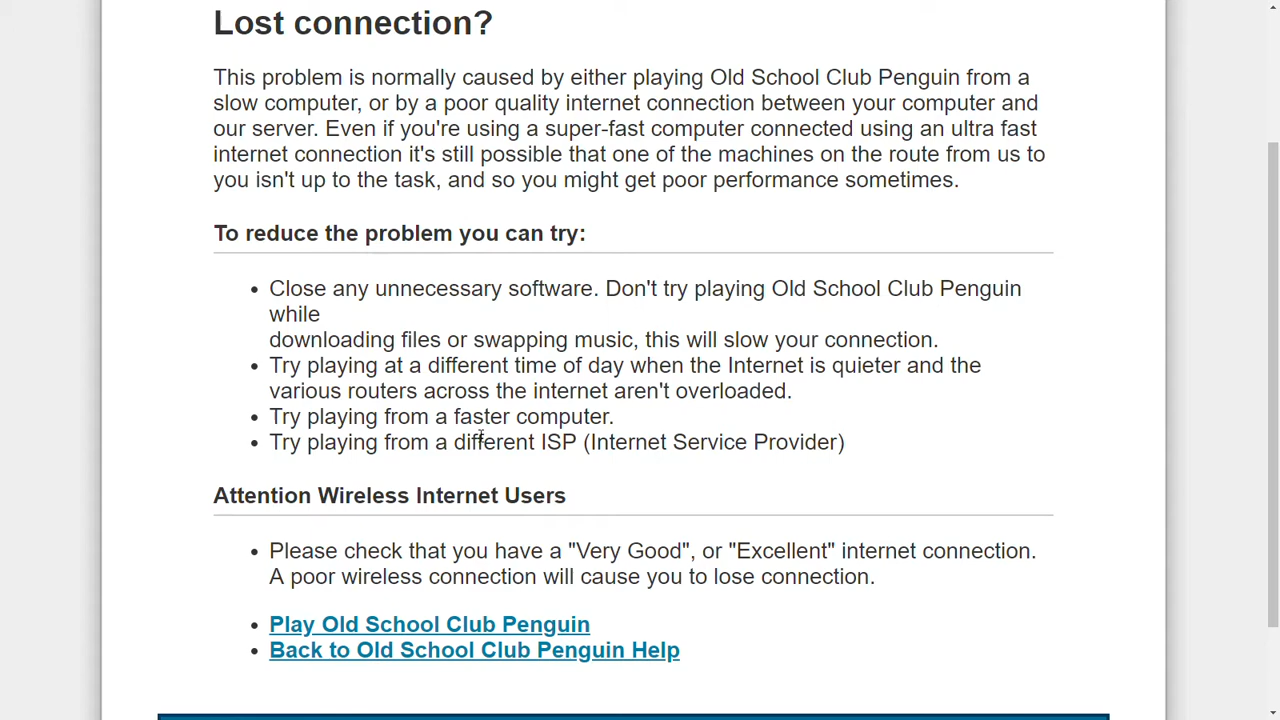 Lost connection?
This problem is normally caused by either playing Old School Club Penguin from a
slow computer, or by a poor quality internet connection between your computer and
our server. Even if you're using a super-fast computer connected using an ultra fast
internet connection it's still possible that one of the machines on the route from us to
you isn't up to the task, and so you might get poor performance sometimes.
To reduce the problem you can try:
• Close any unnecessary software. Don't try playing Old School Club Penguin
while
downloading files or swapping music, this will slow your connection.
• Try playing at a different time of day when the Internet is quieter and the
various routers across the internet aren't overloaded.
• Try playing from a faster computer.
• Try playing from a different ISP (Internet Service Provider)
Attention Wireless Internet Users
• Please check that you have a "Very Good", or "Excellent" internet connection.
A poor wireless connection will cause you to lose connection.
• Play Old School Club Penguin
• Back to Old School Club Penguin Help